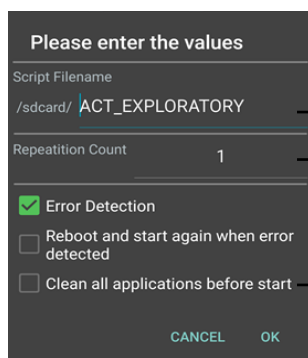 Please enter the values
Script Filename
/sdcard/ ACT_EXPLORATORY
Repeatition Count
1
Error Detection
Reboot and start again when error
detected
Clean all applications before start
CANCEL OK